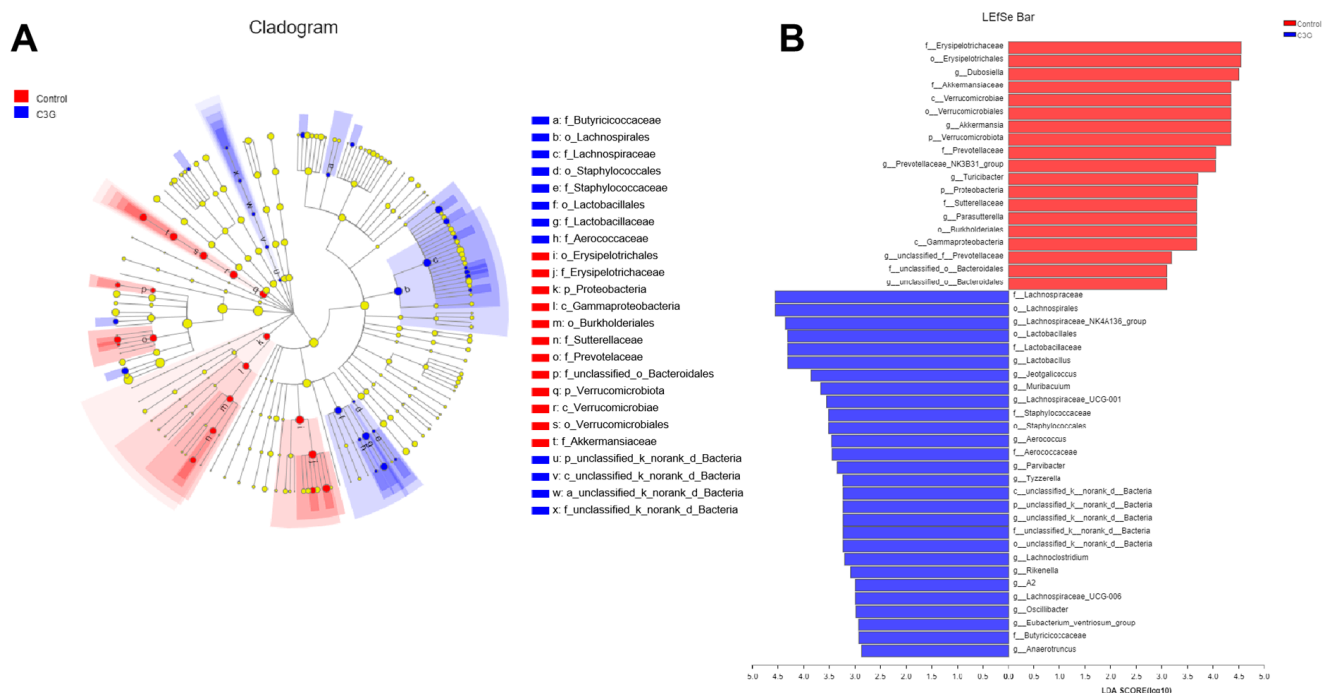 A
Cladogram
Control
C3G
a: f_Butyricicoccaceae
b: o_Lachnospirales
c: f_Lachnospiraceae
d: o_Staphylococcales
e: f_Staphylococcaceae
f: o_Lactobacillales
g: f_Lactobacillaceae
h: f_Aerococcaceae
i: o_Erysipelotrichales
j: f_Erysipelotrichaceae
k: p_Proteobacteria
l: c_Gammaproteobacteria
m: o_Burkholderiales
n: f_Sutterellaceae
o: f_Prevotelaceae
p: f_unclassified_o_Bacteroidales
q: p_Verrucomicrobiota
r: c_Verrucomicrobiae
s: o_Verrucomicrobiales
t: f_Akkermansiaceae
u: p_unclassified_k_norank_d_Bacteria
v: c_unclassified_k_norank_d_Bacteria
w: a_unclassified_k_norank_d_Bacteria
x: f_unclassified_k_norank_d_Bacteria
B
LEfSe Bar
Control
C3G
f__Erysipelotrichaceae
o__Erysipelotrichales
g__Dubosiella
f__Akkermansiaceae
c__Verrucomicrobiae
o__Verrucomicrobiales
g__Akkermansia
p__Verrucomicrobiota
f__Prevotellaceae
g__Prevotellaceae_NK3B31_group
g__Turicibacter
p__Proteobacteria
f__Sutterellaceae
g__Parasutterella
o__Burkholderiales
c__Gammaproteobacteria
g__unclassified_f__Prevotellaceae
f__unclassified_o__Bacteroidales
g__unclassified_o__Bacteroidales
f__Lachnospiraceae
o__Lachnospirales
g__Lachnospiraceae_NK4A136_group
o__Lactobacillales
f__Lactobacillaceae
g__Lactobacillus
g__Jeotgalicoccus
g__Muribaculum
g__Lachnospiraceae_UCG-001
f__Staphylococcaceae
o__Staphylococcales
g__Aerococcus
f__Aerococcaceae
g__Parvibacter
g__Tyzzerella
c__unclassified_k__norank_d__Bacteria
p__unclassified_k__norank_d__Bacteria
g__unclassified_k__norank_d__Bacteria
f__unclassified_k__norank_d__Bacteria
o__unclassified_k__norank_d__Bacteria
g__Lachnoclostridium
g__Rikenella
g__A2
g__Lachnospiraceae_UCG-006
g__Oscillibacter
g__Eubacterium_ventriosum_group
f__Butyricicoccaceae
g__Anaerotruncus
5.0 4.5 4.0 3.5 3.0 2.5 2.0 1.5 1.0 0.5 0.0 0.5 1.0 1.5 2.0 2.5 3.0 3.5 4.0 4.5 5.0
LDA SCORE(log10)